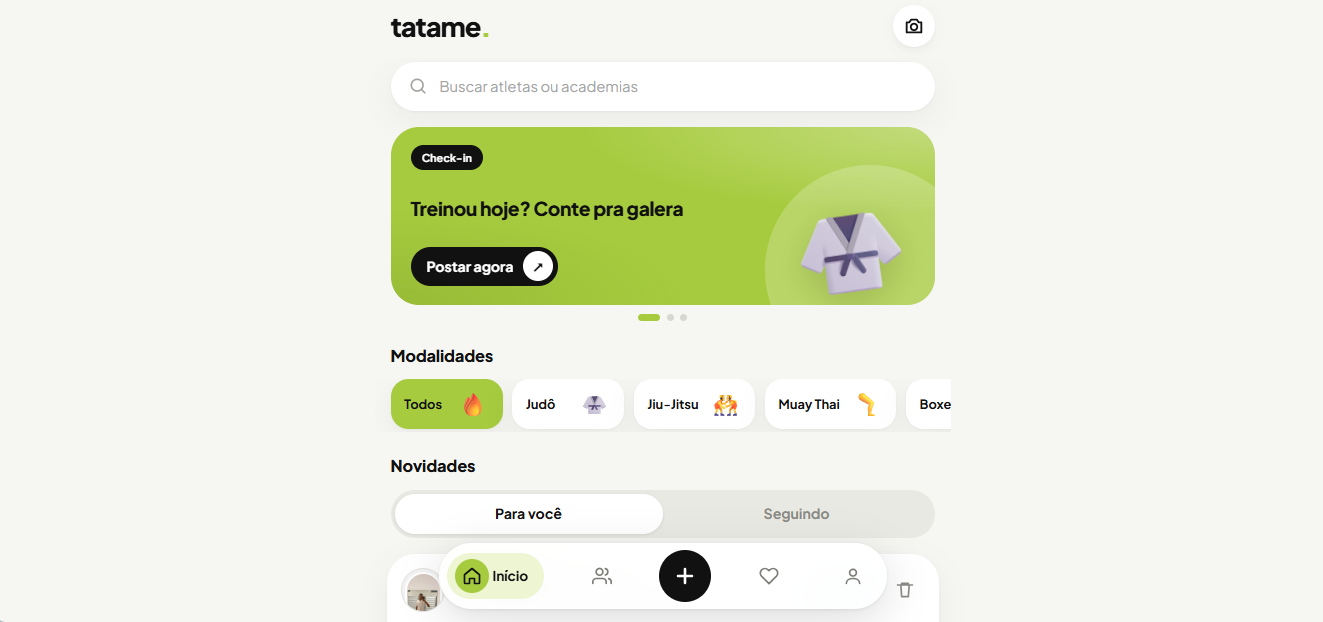 tatame.
Buscar atletas ou academias
Check-in
Treinou hoje? Conte pra galera
Postar agora
Modalidades
Todos
Judô
Jiu-Jitsu
Muay Thai
Boxe
Novidades
Para você
Seguindo
Início